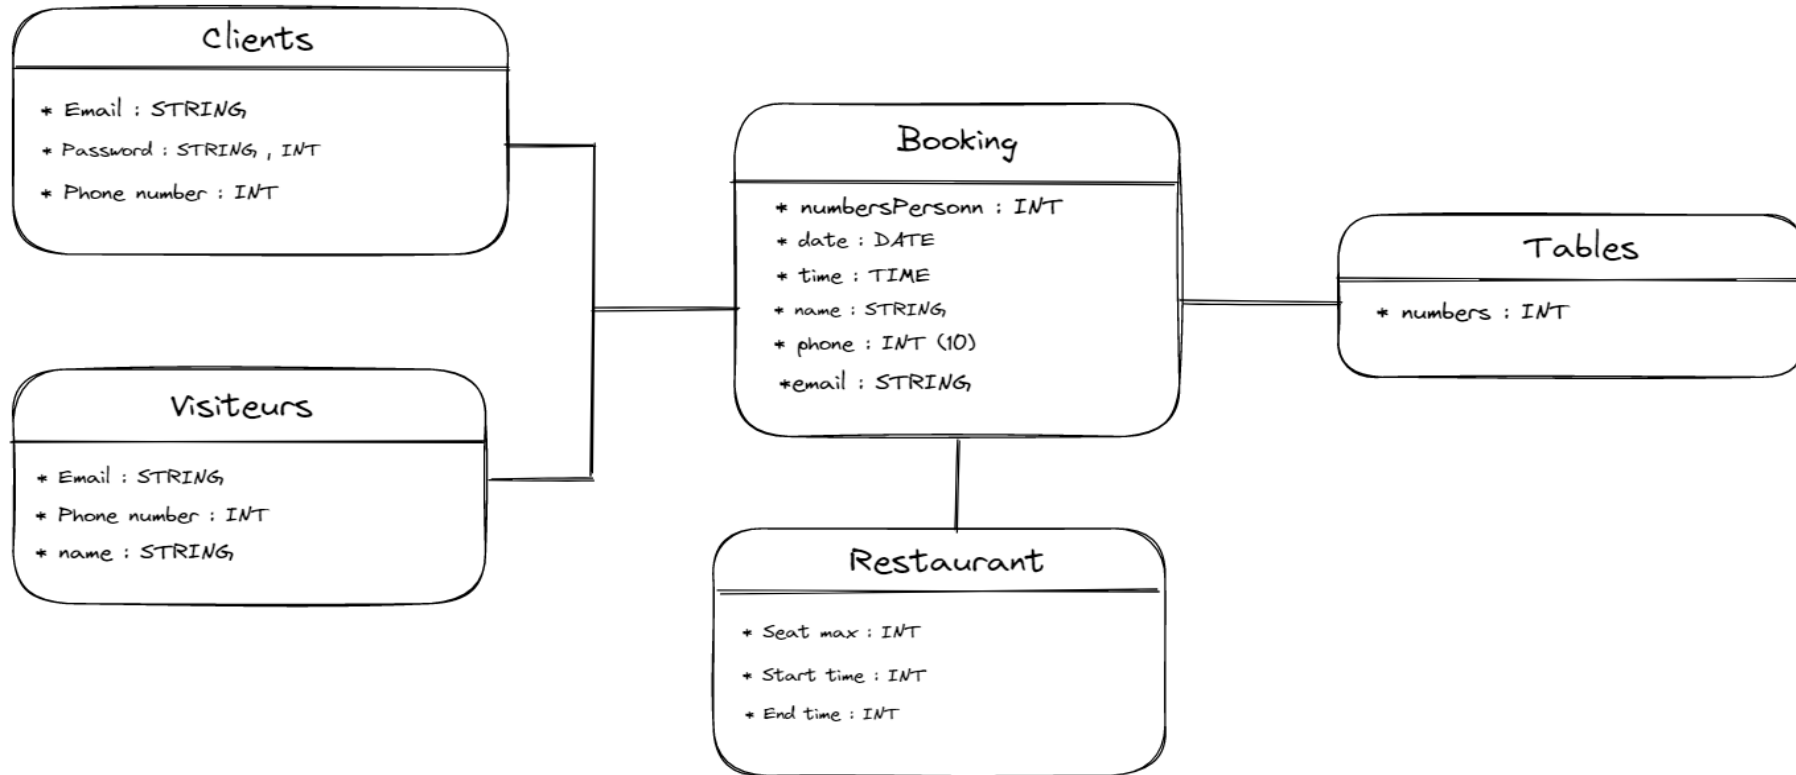 Clients
* Email : STRING
* Password : STRING , INT
* Phone number : INT
Visiteurs
* Email : STRING
* Phone number : INT
* name : STRING
Booking
* numbersPersonn : INT
* date : DATE
* time : TIME
* name : STRING
* phone : INT (10)
*email : STRING
Restaurant
* Seat max : INT
* Start time : INT
* End time : INT
Tables
* numbers : INT